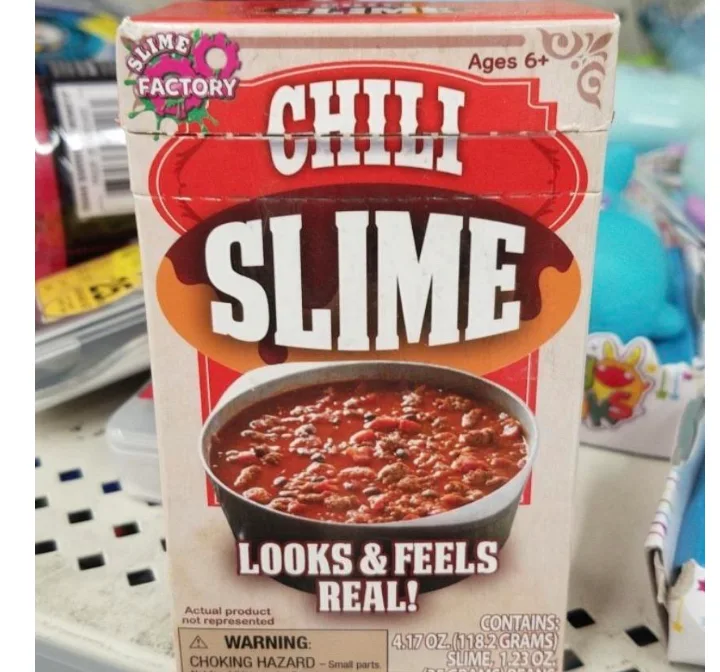 SLIME
FACTORY
Ages 6+
CHILI
SLIME
LOOKS & FEELS
REAL!
Actual product
not represented
WARNING:
CHOKING HAZARD – Small parts.
CONTAINS:
4.17 OZ. (118.2 GRAMS)
SLIME, 1.23 OZ.